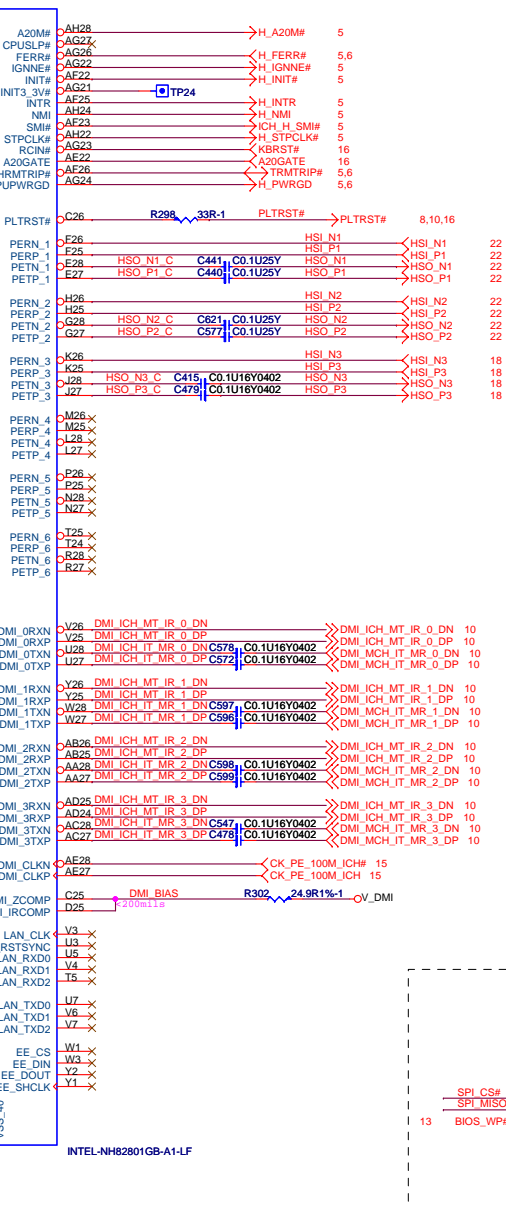 A20M# AH28 H_A20M# 5
CPUSLP# AG27
FERR# AG26 H_FERR# 5,6
IGNNE# AG22 H_IGNNE# 5
INIT# AF22 H_INIT# 5
INIT3_3V# AG21 TP24
INTR AF25 H_INTR 5
NMI AH24 H_NMI 5
SMI# AF23 ICH_H_SMI# 5
STPCLK# AH22 H_STPCLK# 5
RCIN# AG23 KBRST# 16
A20GATE AE22 A20GATE 16
HRMTRIP# AF26 TRMTRIP# 5,6
PUPWRGD AG24 H_PWRGD 5,6
PLTRST# C26 R298 33R-1 PLTRST# PLTRST# 8,10,16
PERN_1 F26 HSI_N1 HSI_N1 22
PERP_1 F25 HSI_P1 HSI_P1 22
PETN_1 E28 HSO_N1_C C441 C0.1U25Y HSO_N1 HSO_N1 22
PETP_1 E27 HSO_P1_C C440 C0.1U25Y HSO_P1 HSO_P1 22
PERN_2 H26 HSI_N2 HSI_N2 22
PERP_2 H25 HSI_P2 HSI_P2 22
PETN_2 G28 HSO_N2_C C621 C0.1U25Y HSO_N2 HSO_N2 22
PETP_2 G27 HSO_P2_C C577 C0.1U25Y HSO_P2 HSO_P2 22
PERN_3 K26 HSI_N3 HSI_N3 18
PERP_3 K25 HSI_P3 HSI_P3 18
PETN_3 J28 HSO_N3_C C415 C0.1U16Y0402 HSO_N3 HSO_N3 18
PETP_3 J27 HSO_P3_C C479 C0.1U16Y0402 HSO_P3 HSO_P3 18
PERN_4 M26
PERP_4 M25
PETN_4 L28
PETP_4 L27
PERN_5 P26
PERP_5 P25
PETN_5 N28
PETP_5 N27
PERN_6 T25
PERP_6 T24
PETN_6 R28
PETP_6 R27
DMI_0RXN V26 DMI_ICH_MT_IR_0_DN DMI_ICH_MT_IR_0_DN 10
DMI_0RXP V25 DMI_ICH_MT_IR_0_DP DMI_ICH_MT_IR_0_DP 10
DMI_0TXN U28 DMI_ICH_IT_MR_0_DN C578 C0.1U16Y0402 DMI_MCH_IT_MR_0_DN 10
DMI_0TXP U27 DMI_ICH_IT_MR_0_DP C572 C0.1U16Y0402 DMI_MCH_IT_MR_0_DP 10
DMI_1RXN Y26 DMI_ICH_MT_IR_1_DN DMI_ICH_MT_IR_1_DN 10
DMI_1RXP Y25 DMI_ICH_MT_IR_1_DP DMI_ICH_MT_IR_1_DP 10
DMI_1TXN W28 DMI_ICH_IT_MR_1_DN C597 C0.1U16Y0402 DMI_MCH_IT_MR_1_DN 10
DMI_1TXP W27 DMI_ICH_IT_MR_1_DP C596 C0.1U16Y0402 DMI_MCH_IT_MR_1_DP 10
DMI_2RXN AB26 DMI_ICH_MT_IR_2_DN DMI_ICH_MT_IR_2_DN 10
DMI_2RXP AB25 DMI_ICH_MT_IR_2_DP DMI_ICH_MT_IR_2_DP 10
DMI_2TXN AA28 DMI_ICH_IT_MR_2_DN C598 C0.1U16Y0402 DMI_MCH_IT_MR_2_DN 10
DMI_2TXP AA27 DMI_ICH_IT_MR_2_DP C599 C0.1U16Y0402 DMI_MCH_IT_MR_2_DP 10
DMI_3RXN AD25 DMI_ICH_MT_IR_3_DN DMI_ICH_MT_IR_3_DN 10
DMI_3RXP AD24 DMI_ICH_MT_IR_3_DP DMI_ICH_MT_IR_3_DP 10
DMI_3TXN AC28 DMI_ICH_IT_MR_3_DN C547 C0.1U16Y0402 DMI_MCH_IT_MR_3_DN 10
DMI_3TXP AC27 DMI_ICH_IT_MR_3_DP C478 C0.1U16Y0402 DMI_MCH_IT_MR_3_DP 10
DMI_CLKN AE28 CK_PE_100M_ICH# 15
DMI_CLKP AE27 CK_PE_100M_ICH 15
MI_ZCOMP C25 DMI_BIAS R302 24.9R1%-1 V_DMI
I_IRCOMP D25 <200mils
LAN_CLK V3
RSTSYNC U3
LAN_RXD0 U5
LAN_RXD1 V4
LAN_RXD2 T5
LAN_TXD0 U7
LAN_TXD1 V6
LAN_TXD2 V7
EE_CS W1
EE_DIN W3
EE_DOUT Y2
EE_SHCLK Y1
SPI_CS#
SPI_MISO
13 BIOS_WP#
VSS_40
INTEL-NH82801GB-A1-LF